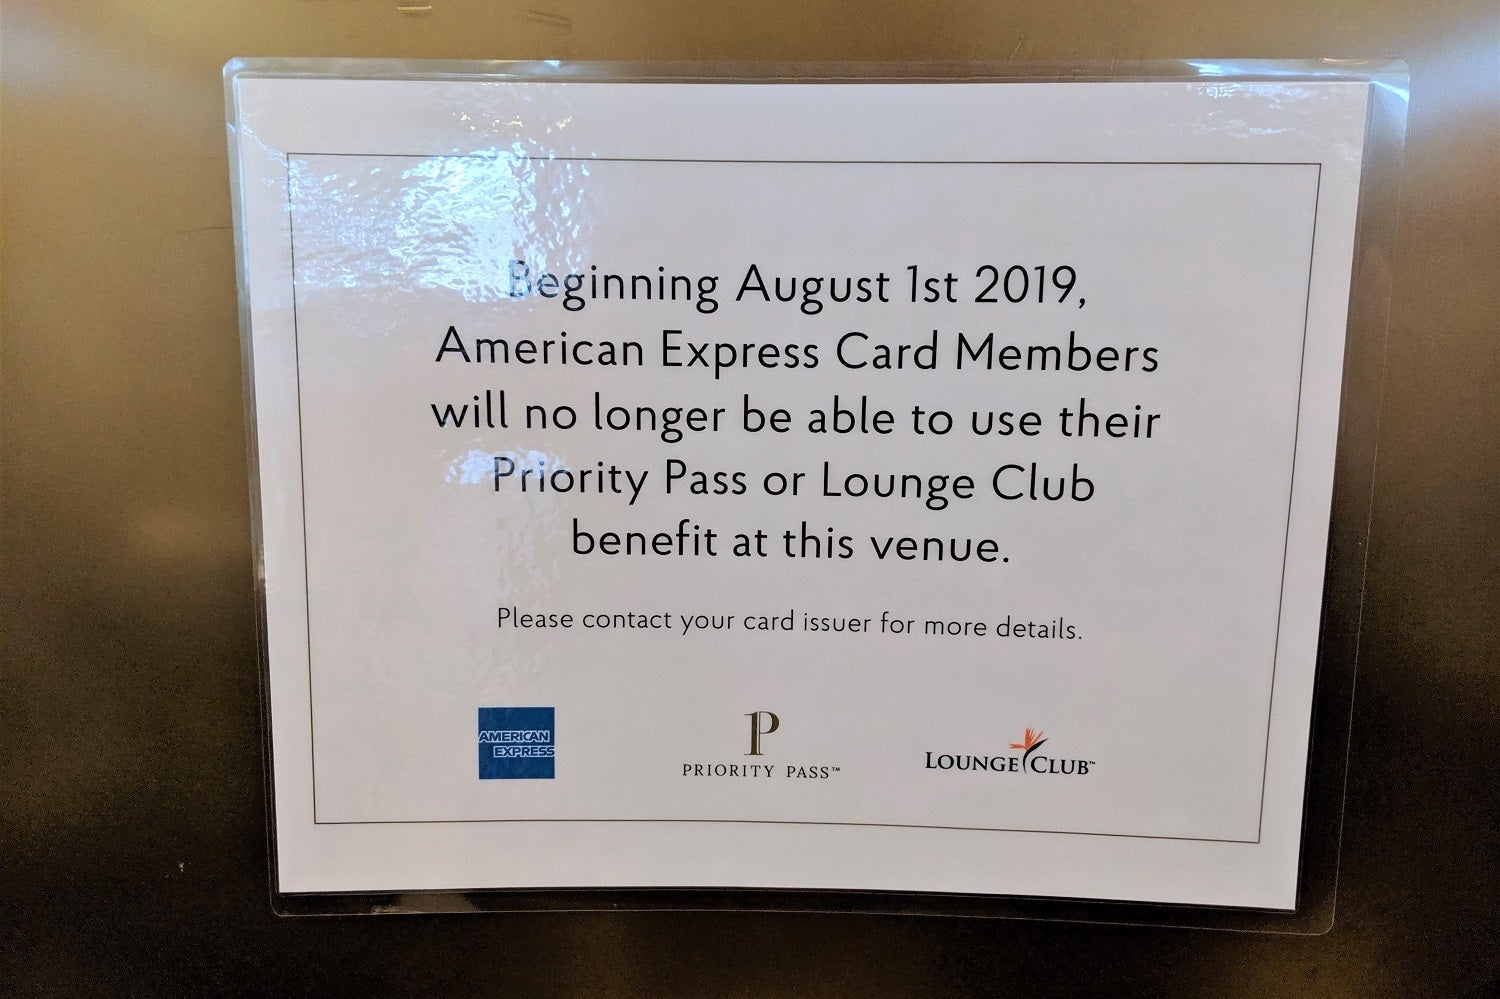 Beginning August 1st 2019,
American Express Card Members
will no longer be able to use their
Priority Pass or Lounge Club
benefit at this venue.
Please contact your card issuer for more details.
AMERICAN
EXPRESS
PRIORITY PASS™
LOUNGE CLUB™